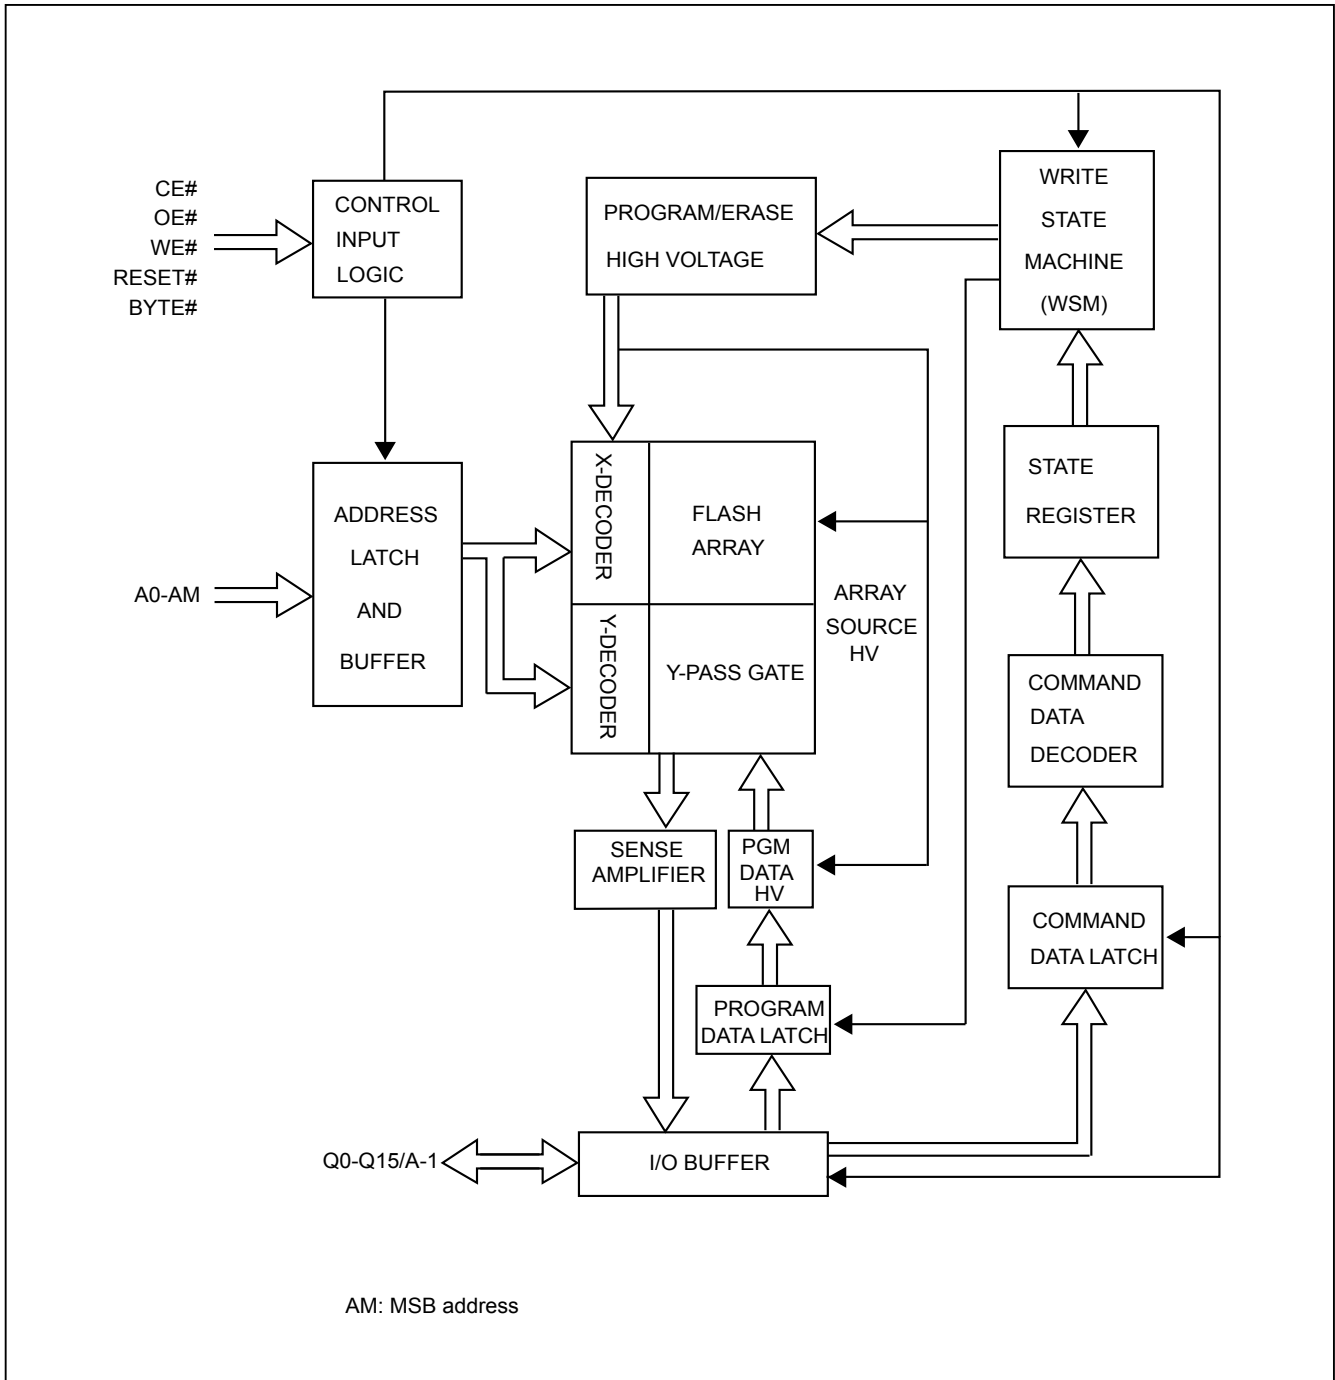 CE#
OE#
WE#
RESET#
BYTE#
CONTROL
INPUT
LOGIC
PROGRAM/ERASE
HIGH VOLTAGE
WRITE
STATE
MACHINE
(WSM)
A0-AM
ADDRESS
LATCH
AND
BUFFER
X-DECODER
FLASH
ARRAY
Y-DECODER
Y-PASS GATE
ARRAY
SOURCE
HV
STATE
REGISTER
COMMAND
DATA
DECODER
SENSE
AMPLIFIER
PGM
DATA
HV
COMMAND
DATA LATCH
PROGRAM
DATA LATCH
Q0-Q15/A-1
I/O BUFFER
AM: MSB address